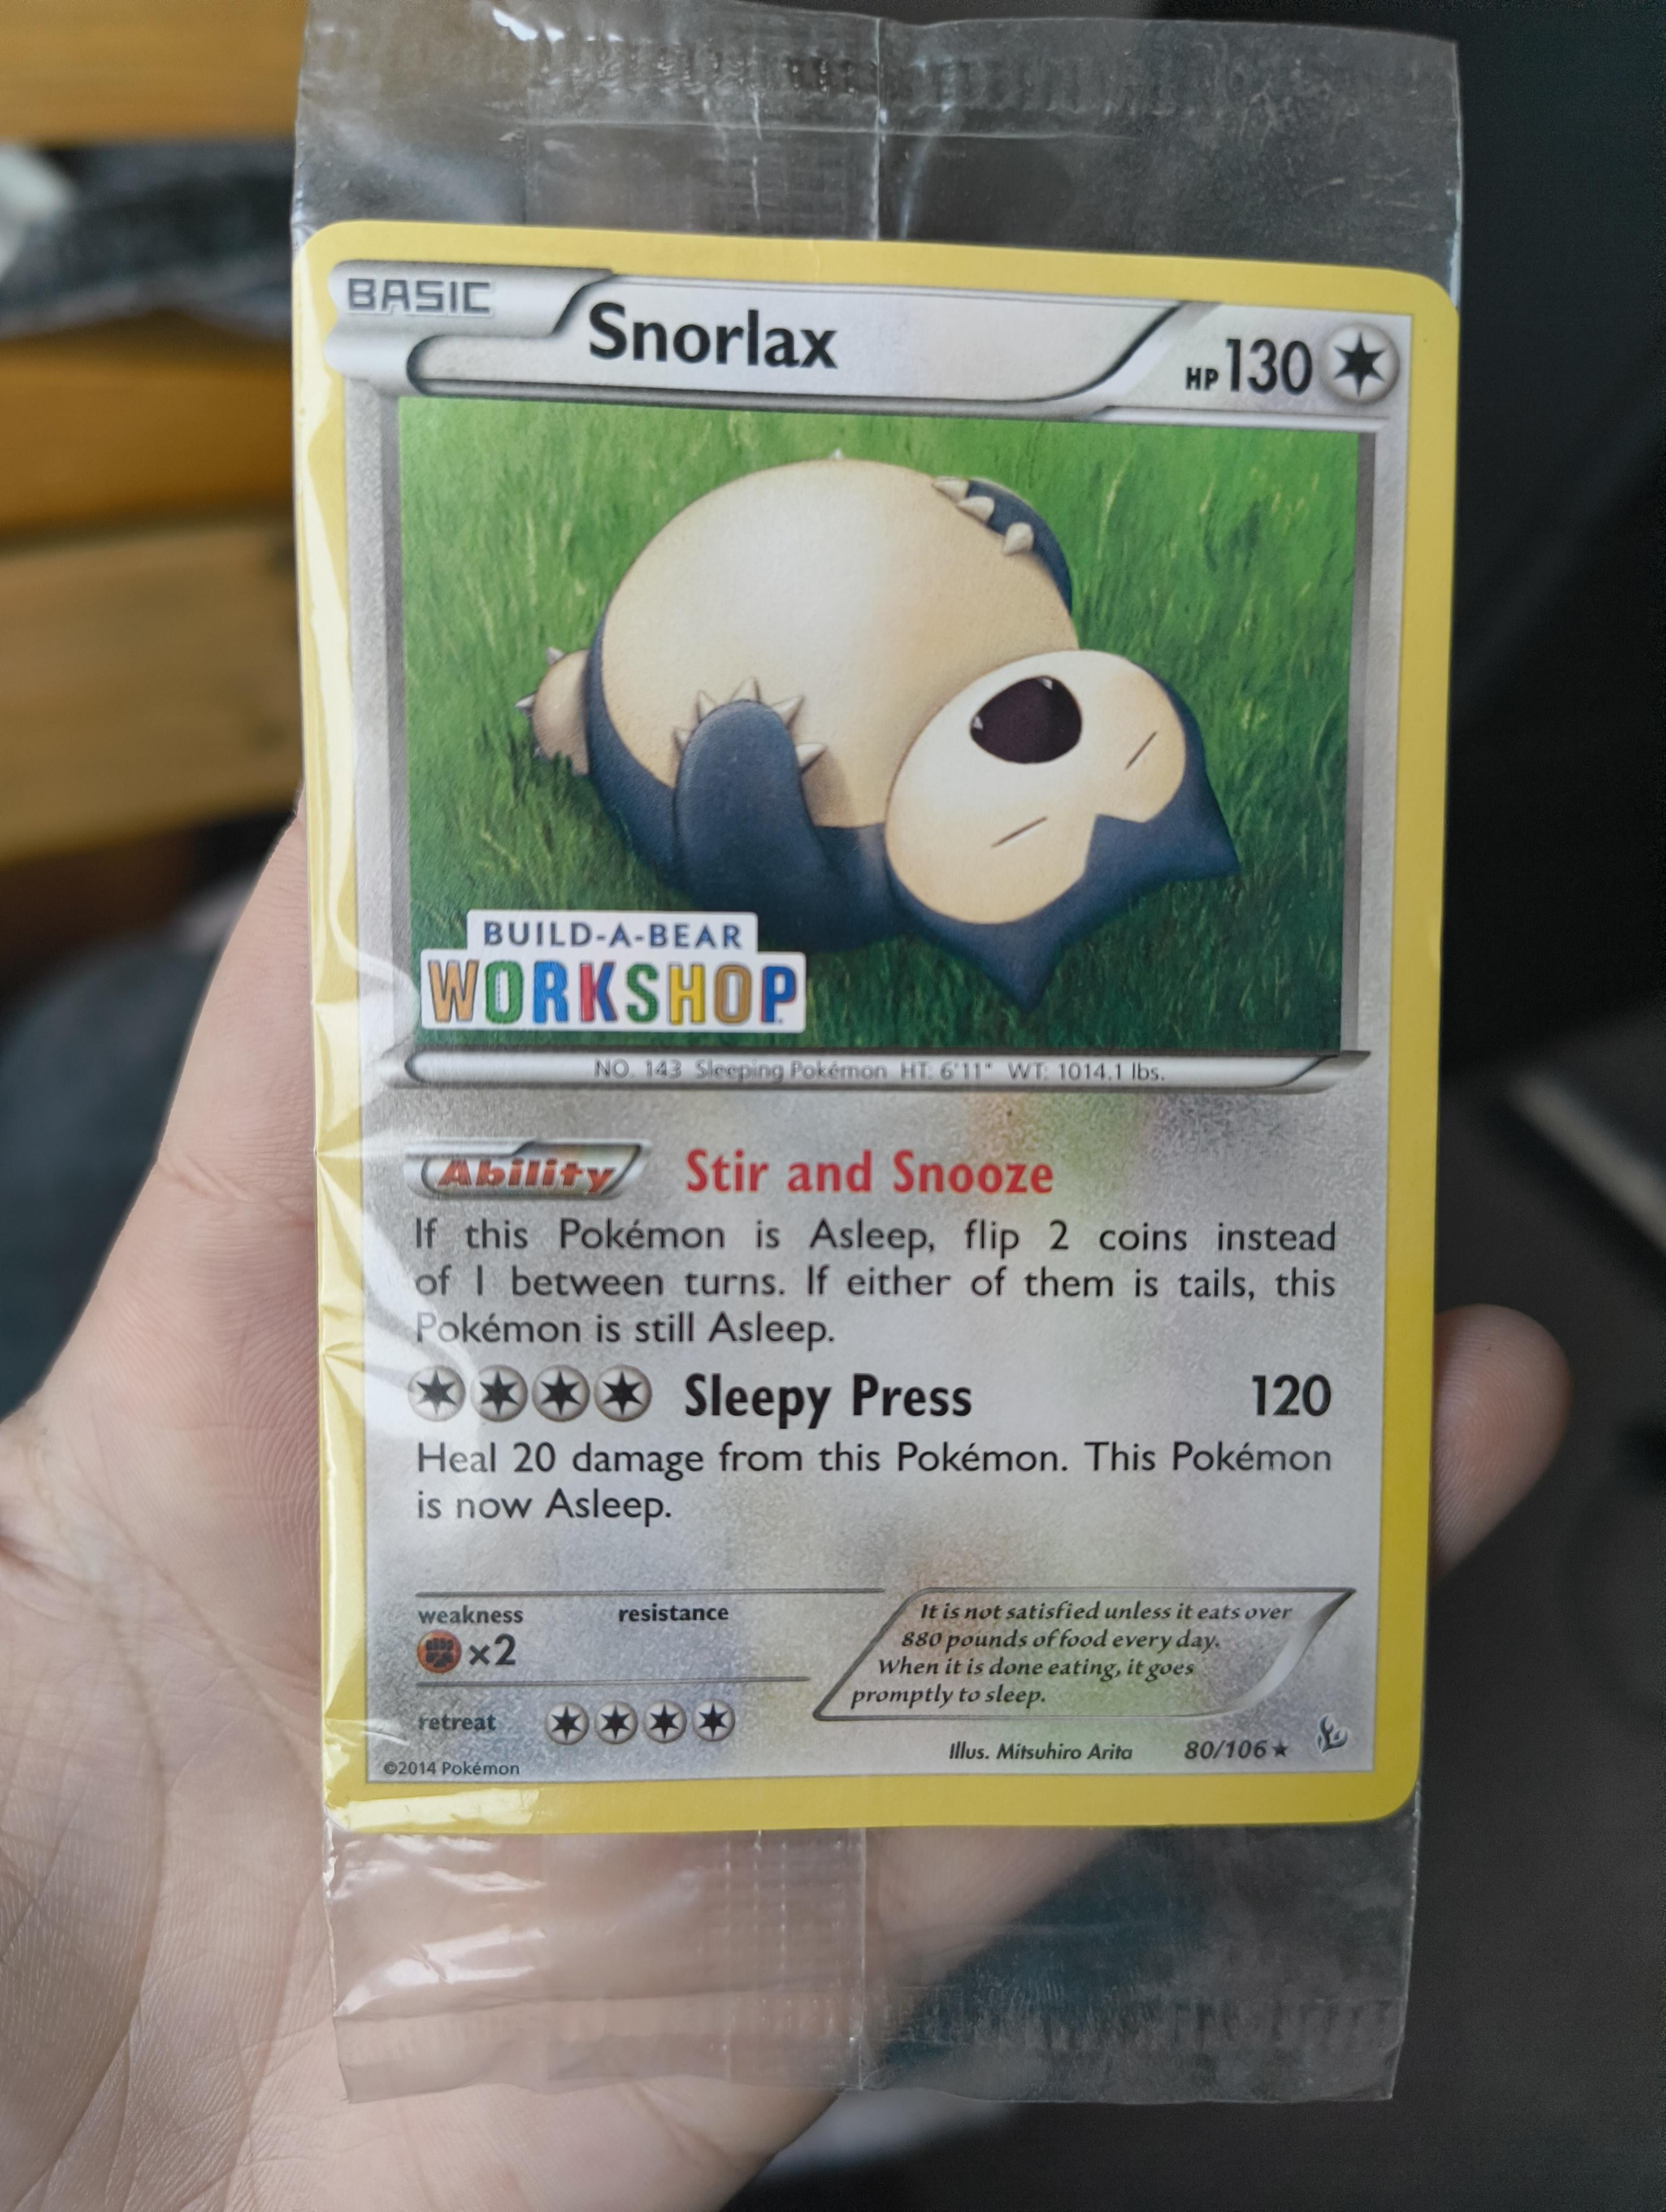 BASIC
Snorlax
HP 130
BUILD-A-BEAR
WORKSHOP
NO. 143 Sleeping Pokémon HT: 6'11" WT: 1014.1 lbs.
Ability Stir and Snooze
If this Pokémon is Asleep, flip 2 coins instead
of 1 between turns. If either of them is tails, this
Pokémon is still Asleep.
Sleepy Press 120
Heal 20 damage from this Pokémon. This Pokémon
is now Asleep.
weakness resistance
×2
retreat
It is not satisfied unless it eats over
880 pounds of food every day.
When it is done eating, it goes
promptly to sleep.
Illus. Mitsuhiro Arita 80/106★
©2014 Pokémon